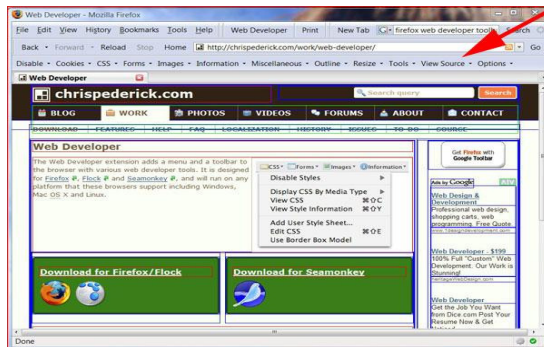 Web Developer - Mozilla Firefox
File Edit View History Bookmarks Tools Help Web Developer Print New Tab firefox web developer toolb Search
Back Forward Reload Stop Home http://chrispederick.com/work/web-developer/
Disable Cookies CSS Forms Images Information Miscellaneous Outline Resize Tools View Source Options
Web Developer
chrispederick.com
Search query
Search
BLOG WORK PHOTOS VIDEOS FORUMS ABOUT CONTACT
DOWNLOAD FEATURES HELP FAQ LOCALIZATION HISTORY ISSUES TO DO SOURCE
Web Developer
The Web Developer extension adds a menu and a toolbar to
the browser with various web developer tools. It is designed
for Firefox, Flock and Seamonkey, and will run on any
platform that these browsers support including Windows,
Mac OS X and Linux.
CSS Forms Images Information
Disable Styles
Display CSS By Media Type
View CSS ⌘⇧C
View Style Information ⌘⇧Y
Add User Style Sheet...
Edit CSS ⌘⇧E
Use Border Box Model
Download for Firefox/Flock
Download for Seamonkey
Get Firefox with
Google Toolbar
Ads by Google
Web Design &
Development
Professional web design,
shopping carts, web
programming. Free Quote
www.1designdevelopment.com
Web Developer - $199
100% Full "Custom" Web
Development. Our Work is
Stunning!
HeritageWebDesign.com
Web Developer
Get the Job You Want
from Dice.com Post Your
Resume Now & Get
Done